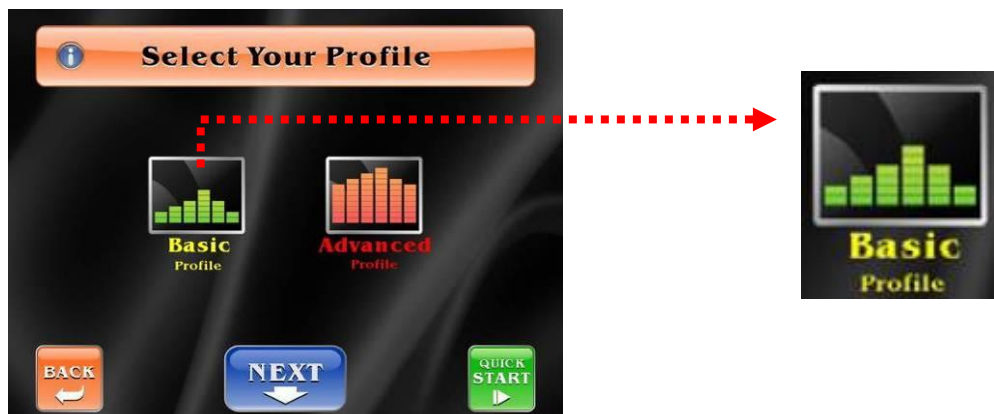 Select Your Profile
Basic
Profile
Advanced
Profile
BACK
NEXT
QUICK
START
Basic
Profile